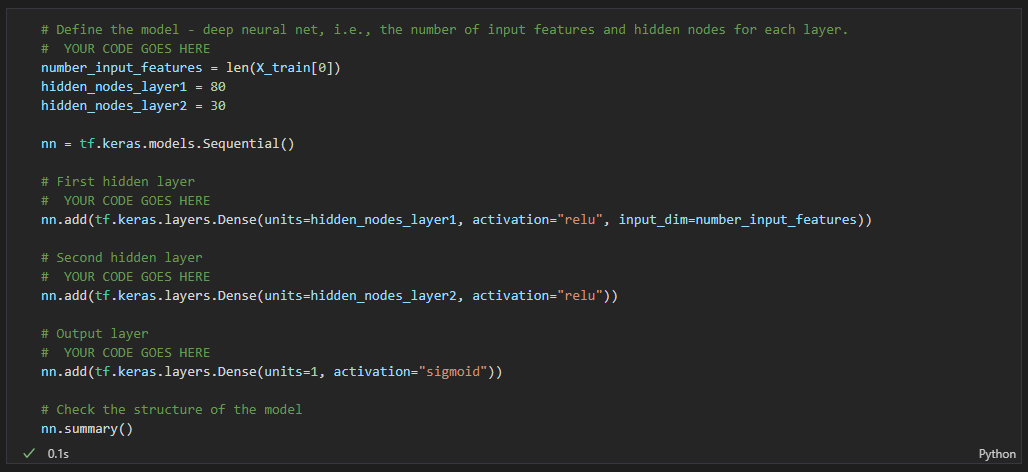 # Define the model - deep neural net, i.e., the number of input features and hidden nodes for each layer.
#  YOUR CODE GOES HERE
number_input_features = len(X_train[0])
hidden_nodes_layer1 = 80
hidden_nodes_layer2 = 30
nn = tf.keras.models.Sequential()
# First hidden layer
#  YOUR CODE GOES HERE
nn.add(tf.keras.layers.Dense(units=hidden_nodes_layer1, activation="relu", input_dim=number_input_features))
# Second hidden layer
#  YOUR CODE GOES HERE
nn.add(tf.keras.layers.Dense(units=hidden_nodes_layer2, activation="relu"))
# Output layer
#  YOUR CODE GOES HERE
nn.add(tf.keras.layers.Dense(units=1, activation="sigmoid"))
# Check the structure of the model
nn.summary()
0.1s Python